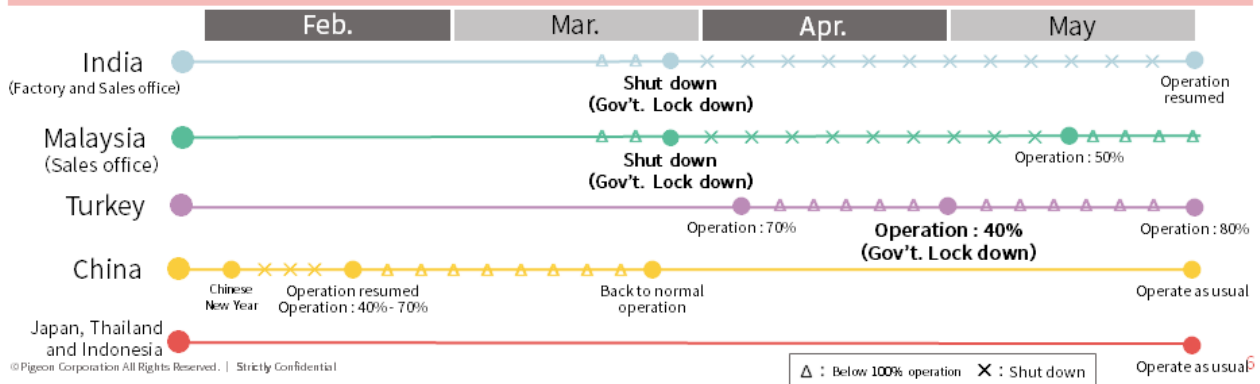 Feb. Mar. Apr. May
India
(Factory and Sales office)
Shut down
(Gov't. Lock down)
Operation
resumed
Malaysia
(Sales office)
Shut down
(Gov't. Lock down)
Operation : 50%
Turkey
Operation : 70%
Operation : 40%
(Gov't. Lock down)
Operation : 80%
China
Chinese
New Year
Operation resumed
Operation : 40% - 70%
Back to normal
operation
Operate as usual
Japan, Thailand
and Indonesia
Operate as usual
©Pigeon Corporation All Rights Reserved. | Strictly Confidential
Δ : Below 100% operation × : Shut down
6